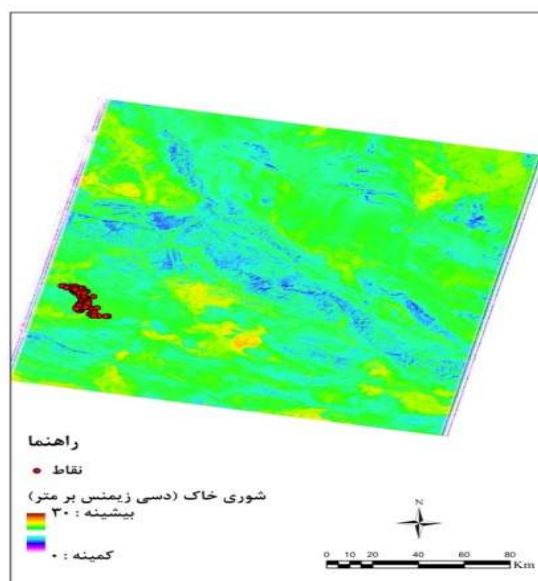 راهنما
نقاط
شوری خاک (دسی زیمنس بر متر)
بیشینه : ۳۰
کمینه : ۰
N
0 10 20 40 60 80
Km